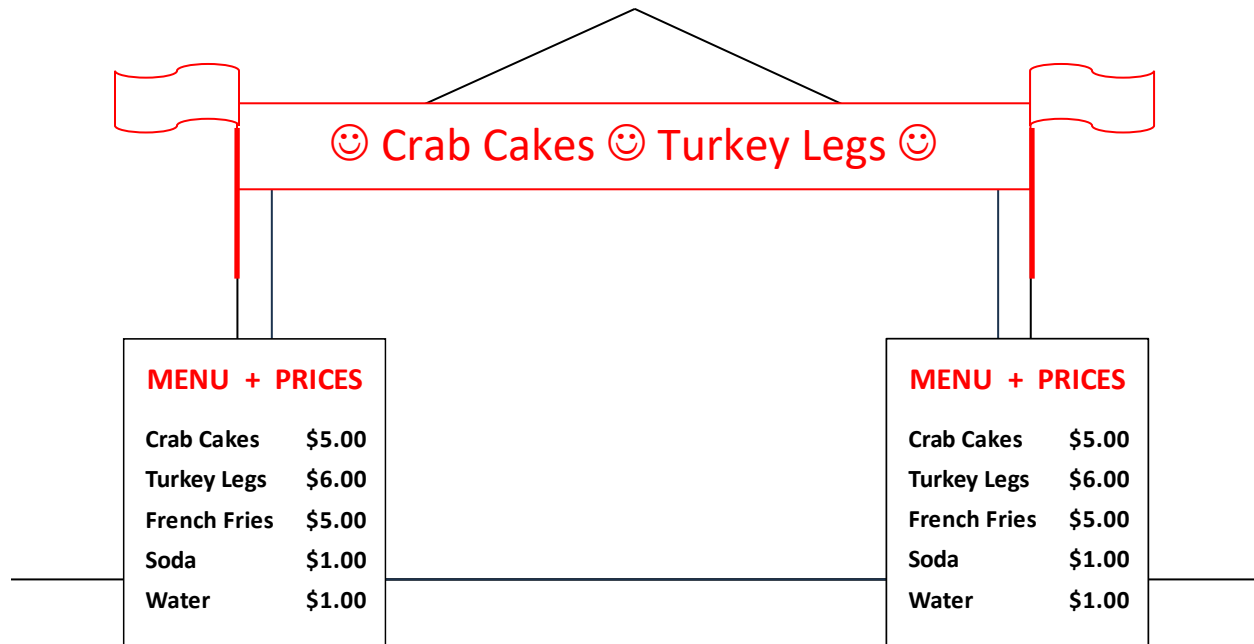 ☺ Crab Cakes ☺ Turkey Legs ☺
MENU + PRICES
Crab Cakes $5.00
Turkey Legs $6.00
French Fries $5.00
Soda $1.00
Water $1.00
MENU + PRICES
Crab Cakes $5.00
Turkey Legs $6.00
French Fries $5.00
Soda $1.00
Water $1.00